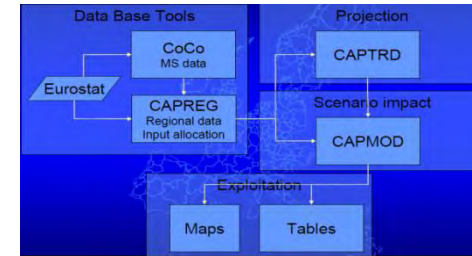 Data Base Tools
Projection
CoCo
MS data
CAPTRD
Eurostat
Scenario impact
CAPREG
Regional data
Input allocation
CAPMOD
Exploitation
Maps
Tables